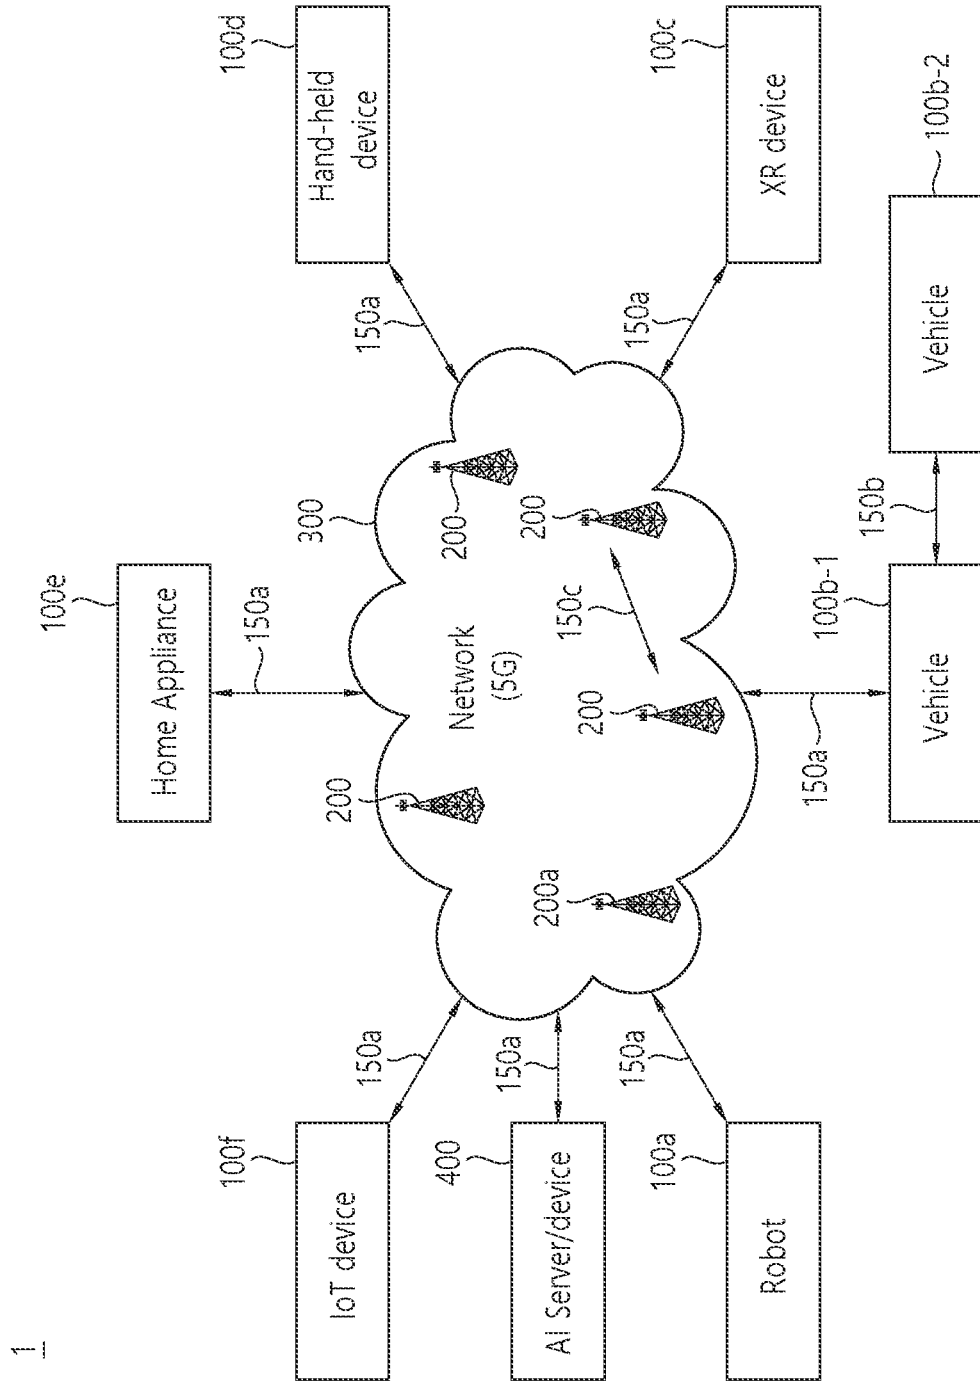 1
Home Appliance
100e
150a
IoT device
100f
150a
Hand-held
device
100d
150a
300
200
200
Network
(5G)
200
AI Server/device
400
150a
200a
200
150c
Robot
100a
150a
XR device
100c
150a
150a
Vehicle
100b-1
150b
Vehicle
100b-2